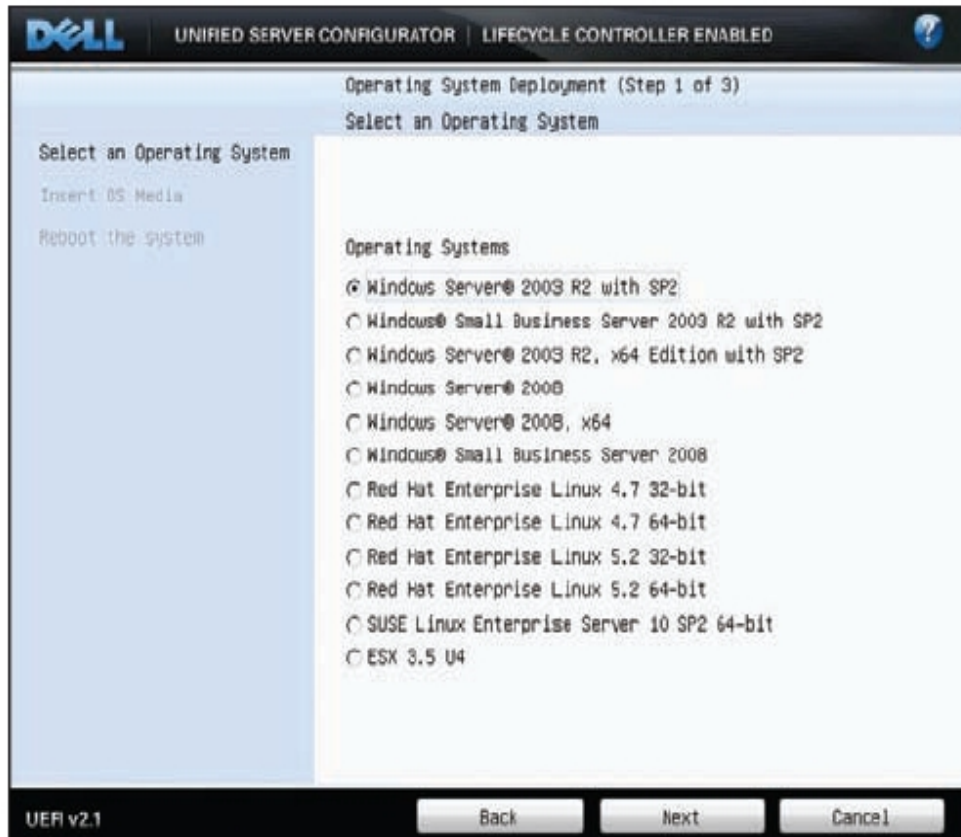 DELL
UNIFIED SERVER CONFIGURATOR | LIFECYCLE CONTROLLER ENABLED
?
Operating System Deployment (Step 1 of 3)
Select an Operating System
Select an Operating System
Insert OS Media
Reboot the system
Operating Systems
Windows Server® 2003 R2 with SP2
Windows® Small Business Server 2003 R2 with SP2
Windows Server® 2003 R2, x64 Edition with SP2
Windows Server® 2008
Windows Server® 2008, x64
Windows® Small Business Server 2008
Red Hat Enterprise Linux 4.7 32-bit
Red Hat Enterprise Linux 4.7 64-bit
Red Hat Enterprise Linux 5.2 32-bit
Red Hat Enterprise Linux 5.2 64-bit
SUSE Linux Enterprise Server 10 SP2 64-bit
ESX 3.5 U4
UEFI v2.1
Back
Next
Cancel